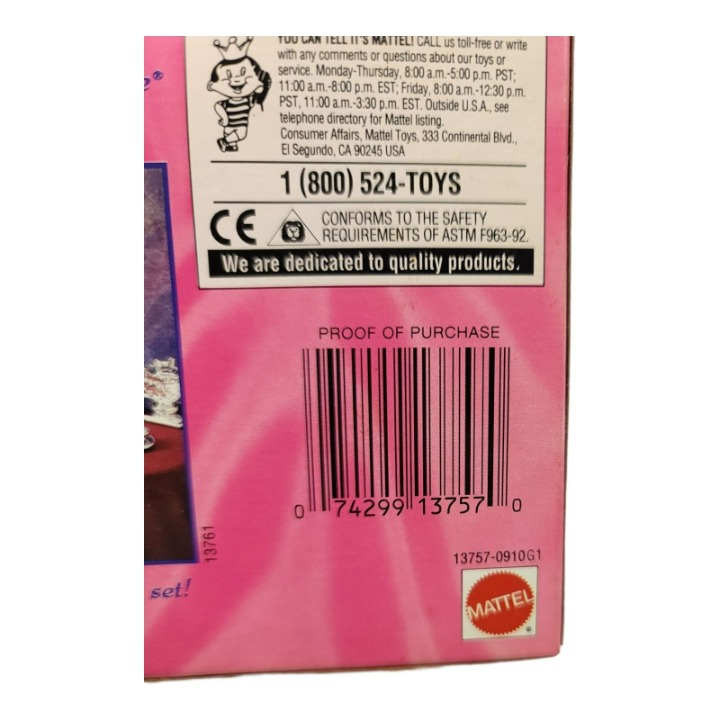 YOU CAN TELL IT'S MATTEL! CALL us toll-free or write
with any comments or questions about our toys or
service. Monday-Thursday, 8:00 a.m.-5:00 p.m. PST;
11:00 a.m.-8:00 p.m. EST; Friday, 8:00 a.m.-12:30 p.m.
PST, 11:00 a.m.-3:30 p.m. EST. Outside U.S.A., see
telephone directory for Mattel listing.
Consumer Affairs, Mattel Toys, 333 Continental Blvd.,
El Segundo, CA 90245 USA
1 (800) 524-TOYS
CE
CONFORMS TO THE SAFETY
REQUIREMENTS OF ASTM F963-92.
We are dedicated to quality products.
PROOF OF PURCHASE
0 74299 13757 0
13757-0910G1
MATTEL
®
13761
set!